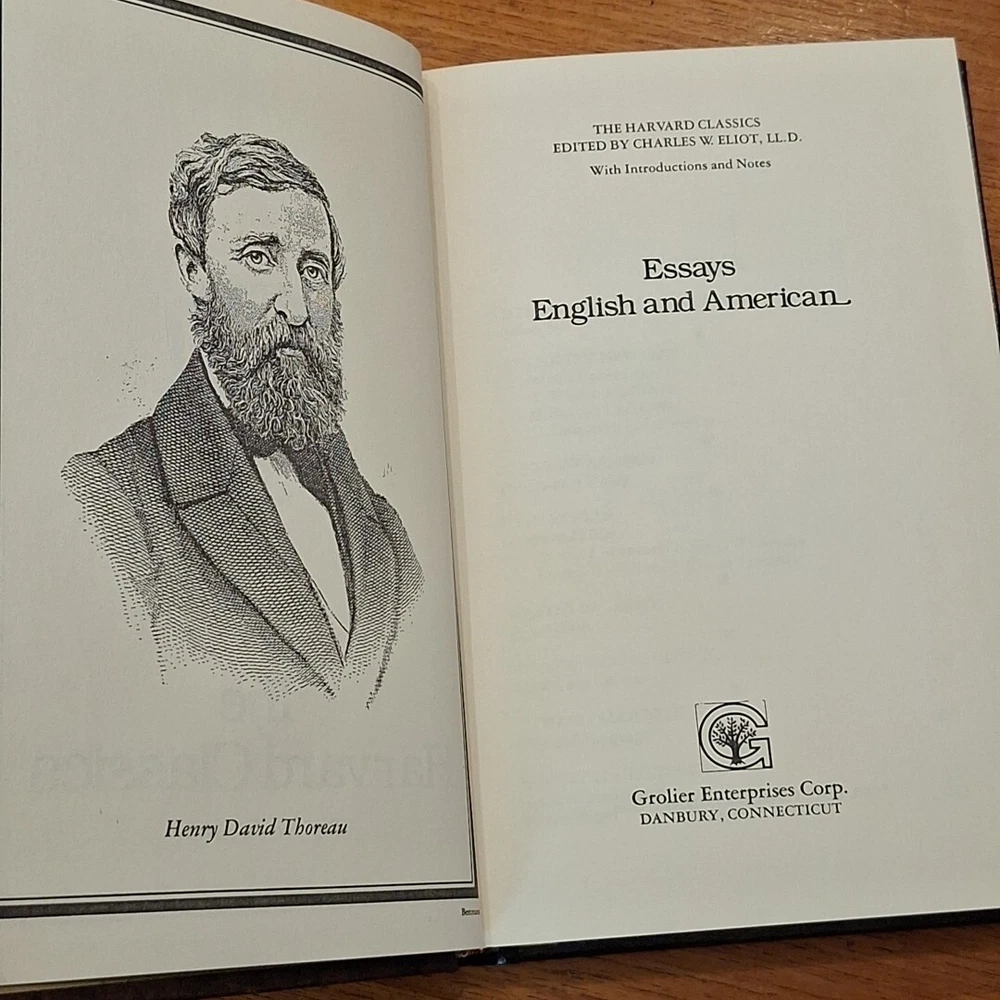 Henry David Thoreau
THE HARVARD CLASSICS
EDITED BY CHARLES W. ELIOT, LL.D.
With Introductions and Notes
Essays
English and American
G
Grolier Enterprises Corp.
DANBURY, CONNECTICUT